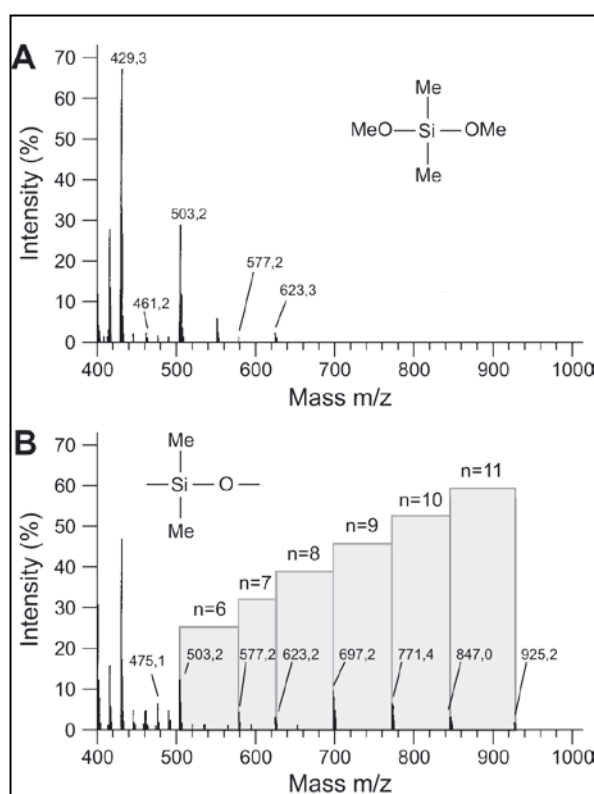 A
70
60
50
40
30
20
10
0
Intensity (%)
429,3
503,2
461,2
577,2
623,3
Me
MeO—Si—OMe
Me
400 500 600 700 800 900 1000
Mass m/z
B
70
60
50
40
30
20
10
0
Intensity (%)
Me
Si—O
Me
n=6
n=7
n=8
n=9
n=10
n=11
475,1
503,2
577,2
623,2
697,2
771,4
847,0
925,2
400 500 600 700 800 900 1000
Mass m/z